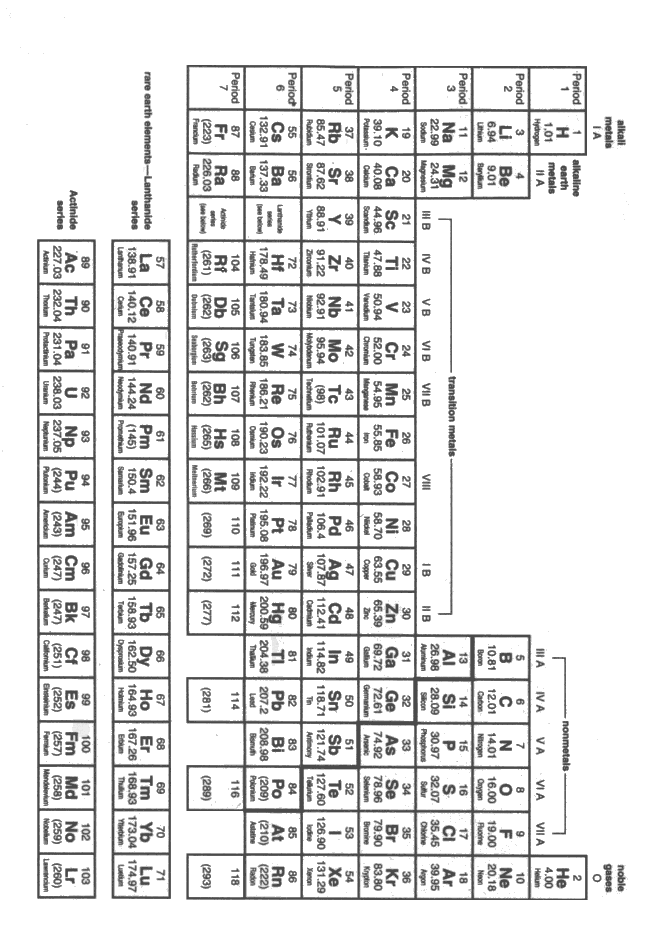 alkali noble
metals alkaline gases
I A earth O
metals
II A
nonmetals
III A IV A V A VI A VII A
transition metals
III B IV B V B VI B VII B VIII I B II B
Period 1 2
1 H He
1.01 4.00
Hydrogen Helium
Period 3 4 5 6 7 8 9 10
2 Li Be B C N O F Ne
6.94 9.01 10.81 12.01 14.01 16.00 19.00 20.18
Lithium Beryllium Boron Carbon Nitrogen Oxygen Fluorine Neon
Period 11 12 13 14 15 16 17 18
3 Na Mg Al Si P S Cl Ar
22.99 24.31 26.98 28.09 30.97 32.07 35.45 39.95
Sodium Magnesium Aluminum Silicon Phosphorus Sulfur Chlorine Argon
Period 19 20 21 22 23 24 25 26 27 28 29 30 31 32 33 34 35 36
4 K Ca Sc Ti V Cr Mn Fe Co Ni Cu Zn Ga Ge As Se Br Kr
39.10 40.08 44.96 47.88 50.94 52.00 54.95 55.85 58.93 58.70 63.55 65.39 69.72 72.61 74.92 78.96 79.90 83.80
Potassium Calcium Scandium Titanium Vanadium Chromium Manganese Iron Cobalt Nickel Copper Zinc Gallium Germanium Arsenic Selenium Bromine Krypton
Period 37 38 39 40 41 42 43 44 45 46 47 48 49 50 51 52 53 54
5 Rb Sr Y Zr Nb Mo Tc Ru Rh Pd Ag Cd In Sn Sb Te I Xe
85.47 87.62 88.91 91.22 92.91 95.94 (98) 101.07 102.91 106.4 107.87 112.41 114.82 118.71 121.74 127.60 126.90 131.29
Rubidium Strontium Yttrium Zirconium Niobium Molybdenum Technetium Ruthenium Rhodium Palladium Silver Cadmium Indium Tin Antimony Tellurium Iodine Xenon
Period 55 56 Lanthanide 72 73 74 75 76 77 78 79 80 81 82 83 84 85 86
6 Cs Ba series Hf Ta W Re Os Ir Pt Au Hg Tl Pb Bi Po At Rn
132.91 137.33 (see below) 178.49 180.94 183.85 186.21 190.23 192.22 195.08 196.97 200.59 204.38 207.2 208.98 (209) (210) (222)
Cesium Barium Hafnium Tantalum Tungsten Rhenium Osmium Iridium Platinum Gold Mercury Thallium Lead Bismuth Polonium Astatine Radon
Period 87 88 Actinide 104 105 106 107 108 109 110 111 112 114 116 118
7 Fr Ra series Rf Db Sg Bh Hs Mt
(223) 226.03 (see below) (261) (262) (263) (262) (265) (266) (269) (272) (277) (281) (289) (293)
Francium Radium Rutherfordium Dubnium Seaborgium Bohrium Hassium Meitnerium
rare earth elements—Lanthanide
series
57 58 59 60 61 62 63 64 65 66 67 68 69 70 71
La Ce Pr Nd Pm Sm Eu Gd Tb Dy Ho Er Tm Yb Lu
138.91 140.12 140.91 144.24 (145) 150.4 151.96 157.25 158.93 162.50 164.93 167.26 168.93 173.04 174.97
Lanthanum Cerium Praseodymium Neodymium Promethium Samarium Europium Gadolinium Terbium Dysprosium Holmium Erbium Thulium Ytterbium Lutetium
Actinide
series
89 90 91 92 93 94 95 96 97 98 99 100 101 102 103
Ac Th Pa U Np Pu Am Cm Bk Cf Es Fm Md No Lr
227.03 232.04 231.04 238.03 237.05 (244) (243) (247) (247) (251) (252) (257) (258) (259) (260)
Actinium Thorium Protactinium Uranium Neptunium Plutonium Americium Curium Berkelium Californium Einsteinium Fermium Mendelevium Nobelium Lawrencium